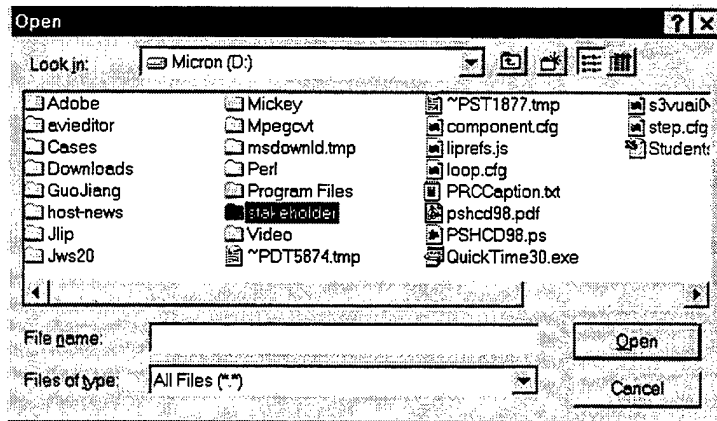 Open
Look in: Micron (D:)
Adobe
avieditor
Cases
Downloads
GuoJiang
host-news
Jlip
Jws20
Mickey
Mpegcvt
msdownld.tmp
Perl
Program Files
stakeholder
Video
~PDT5874.tmp
~PST1877.tmp
component.cfg
liprefs.js
loop.cfg
PRCCaption.txt
pshcd98.pdf
PSHCD98.ps
QuickTime30.exe
step.cfg
Students
File name:
Open
Files of type: All Files (*.*)
Cancel